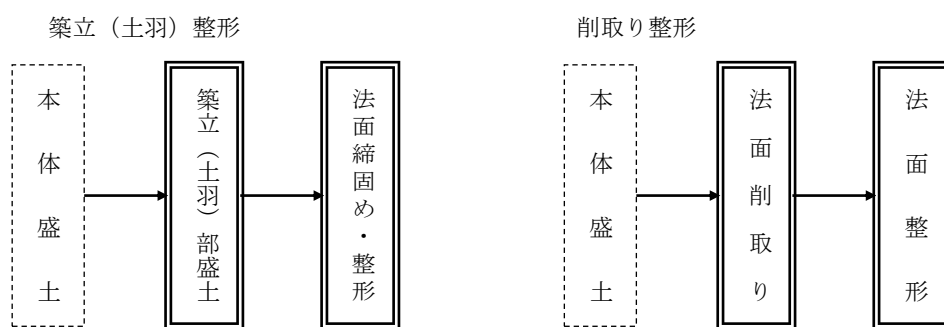 築立（土羽）整形
本体盛土
築立（土羽）部盛土
法面締固め・整形
削取り整形
本体盛土
法面削取り
法面整形